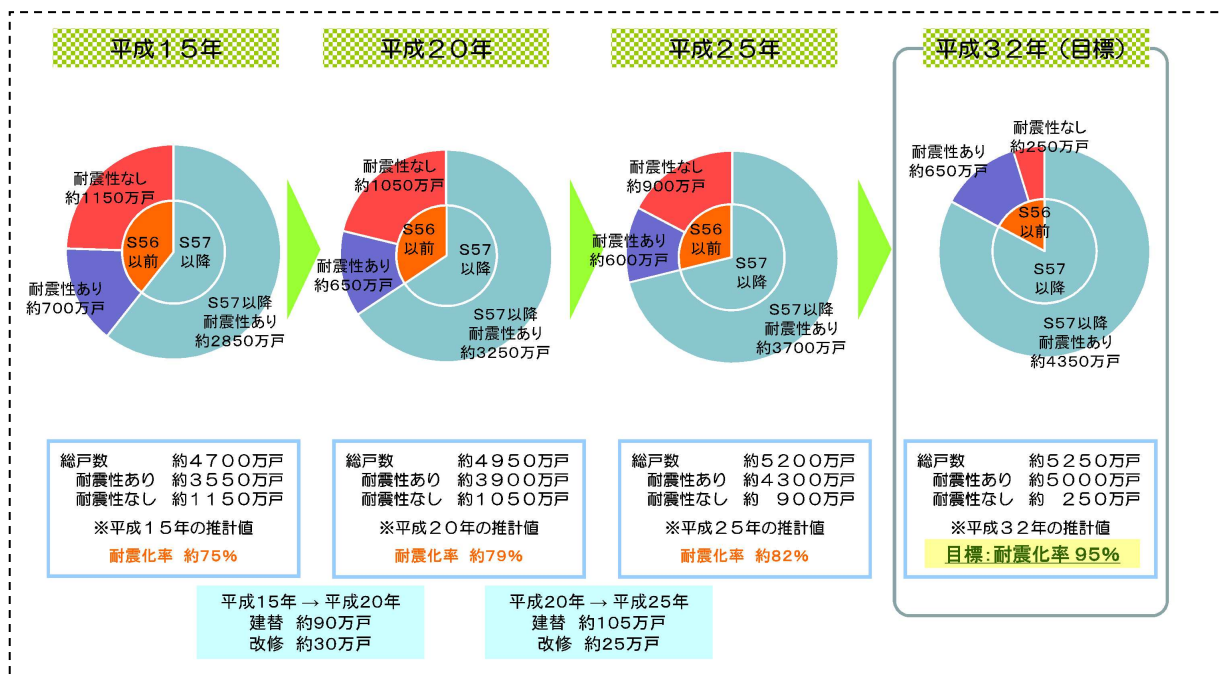 平成15年
耐震性なし
約1150万戸
S56
以前
S57
以降
耐震性あり
約700万戸
S57以降
耐震性あり
約2850万戸
総戸数 約4700万戸
耐震性あり 約3550万戸
耐震性なし 約1150万戸
※平成15年の推計値
耐震化率 約75%
平成20年
耐震性なし
約1050万戸
S56
以前
S57
以降
耐震性あり
約650万戸
S57以降
耐震性あり
約3250万戸
総戸数 約4950万戸
耐震性あり 約3900万戸
耐震性なし 約1050万戸
※平成20年の推計値
耐震化率 約79%
平成25年
耐震性なし
約900万戸
S56
以前
S57
以降
耐震性あり
約600万戸
S57以降
耐震性あり
約3700万戸
総戸数 約5200万戸
耐震性あり 約4300万戸
耐震性なし 約 900万戸
※平成25年の推計値
耐震化率 約82%
平成32年（目標）
耐震性なし
約250万戸
耐震性あり
約650万戸
S56
以前
S57
以降
S57以降
耐震性あり
約4350万戸
総戸数 約5250万戸
耐震性あり 約5000万戸
耐震性なし 約 250万戸
※平成32年の推計値
目標:耐震化率 95%
平成15年 → 平成20年
建替 約90万戸
改修 約30万戸
平成20年 → 平成25年
建替 約105万戸
改修 約25万戸